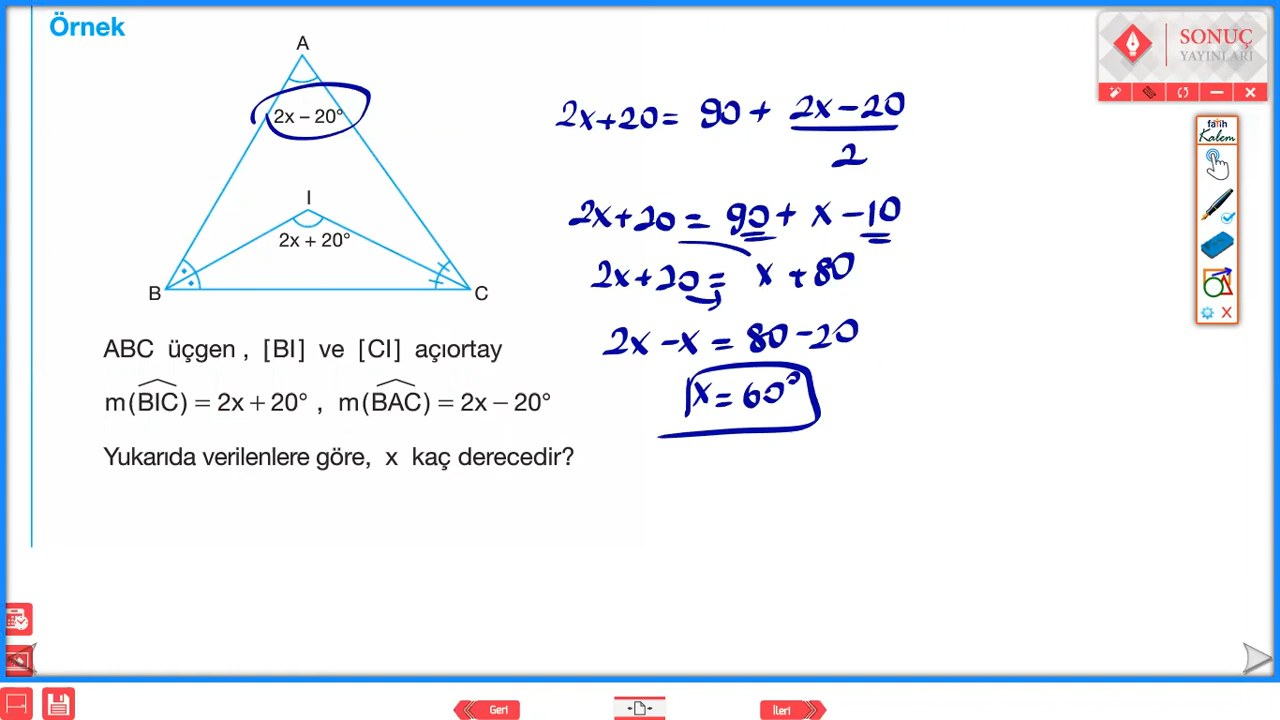 Örnek
A
2x – 20°
I
2x + 20°
B
C
ABC üçgen , [BI] ve [CI] açıortay
m(BIC) = 2x + 20° , m(BAC) = 2x – 20°
Yukarıda verilenlere göre, x kaç derecedir?
2x+20 = 90 + 2x–20
2
2x+20 = 90 + x –10
2x+20 = x + 80
2x –x = 80 –20
x = 60°
SONUÇ
YAYINLARI
fatih
Kalem
Geri
İleri